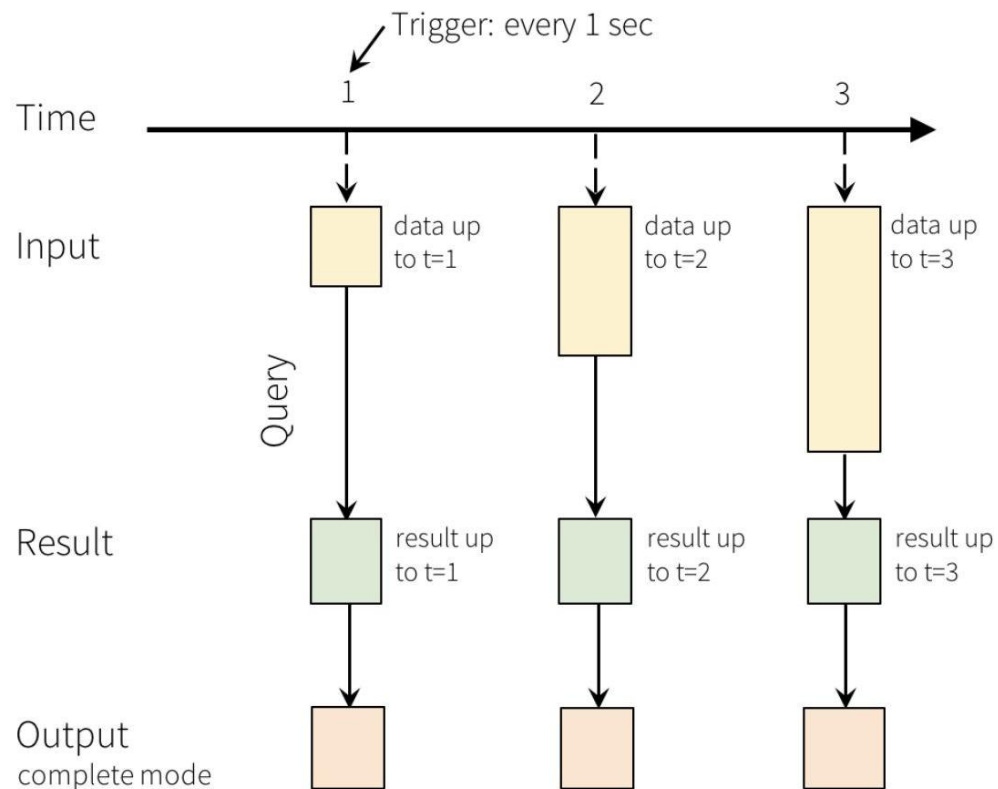 Trigger: every 1 sec
1
2
3
Time
Input
data up
to t=1
data up
to t=2
data up
to t=3
Query
Result
result up
to t=1
result up
to t=2
result up
to t=3
Output
complete mode